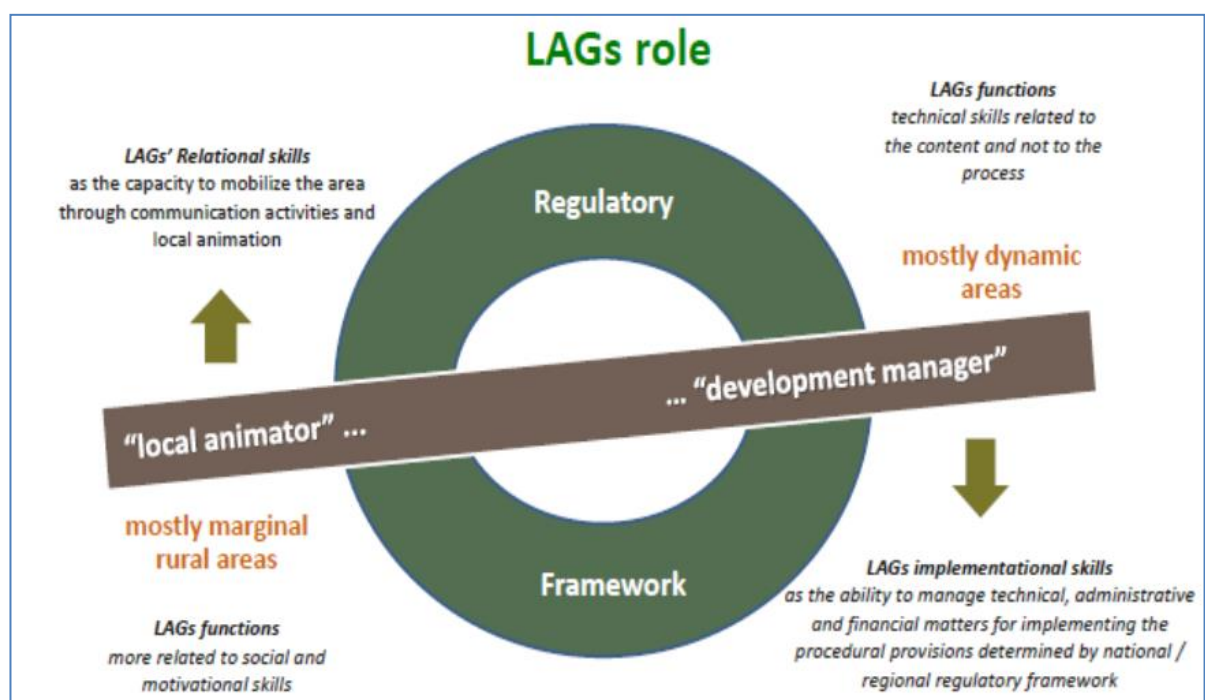 LAGs role
LAGs' Relational skills
as the capacity to mobilize the area
through communication activities and
local animation
LAGs functions
technical skills related to
the content and not to the
process
Regulatory
mostly dynamic
areas
"local animator" ...
... "development manager"
mostly marginal
rural areas
Framework
LAGs functions
more related to social and
motivational skills
LAGs implementational skills
as the ability to manage technical, administrative
and financial matters for implementing the
procedural provisions determined by national /
regional regulatory framework